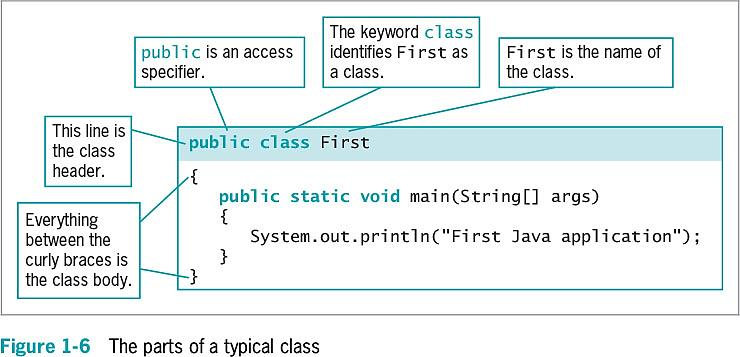 public is an access
specifier.
The keyword class
identifies First as
a class.
First is the name of
the class.
This line is
the class
header.
public class First
{
public static void main(String[] args)
{
System.out.println("First Java application");
}
}
Everything
between the
curly braces is
the class body.
Figure 1-6 The parts of a typical class